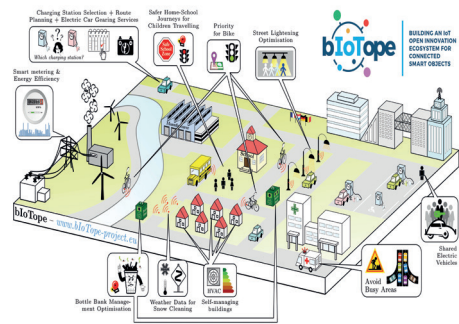 Charging Station Selection + Route
Planning + Electric Car Gearing Services
Which charging station?
Safer Home-School
Journeys for
Children Travelling
Safe
School
Zone
Priority
for Bike
Street Lightening
Optimisation
bIoTope
BUILDING AN IoT
OPEN INNOVATION
ECOSYSTEM FOR
CONNECTED
SMART OBJECTS
Smart metering &
Energy Efficiency
bIoTope – www.bIoTope-project.eu
Shared
Electric
Vehicles
Avoid
Busy Areas
HVAC
Bottle Bank Manage-
ment Optimisation
Weather Data for
Snow Cleaning
Self-managing
buildings